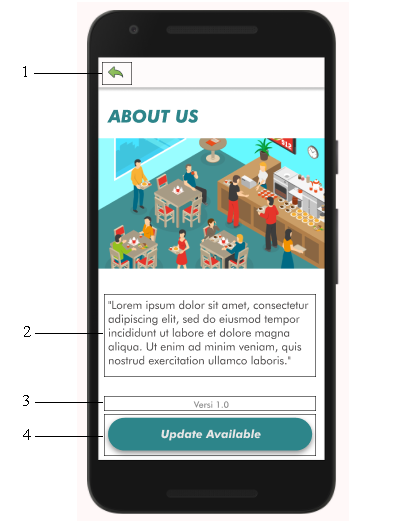 1
ABOUT US
"Lorem ipsum dolor sit amet, consectetur
adipiscing elit, sed do eiusmod tempor
2
incididunt ut labore et dolore magna
aliqua. Ut enim ad minim veniam, quis
nostrud exercitation ullamco laboris."
3
Versi 1.0
4
Update Available